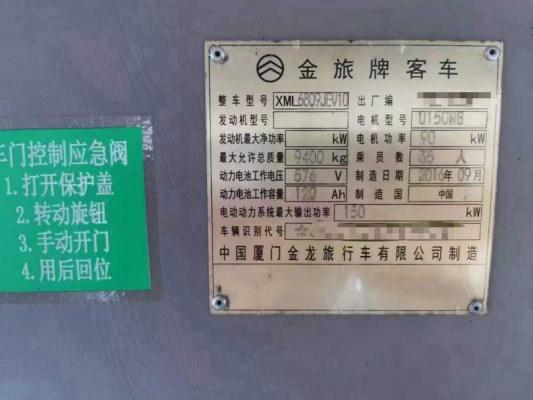 车门控制应急阀
1.打开保护盖
2.转动旋钮
3.手动开门
4.用后回位
金旅牌客车
整车型号 XML6809JEV10 出厂编
发动机型号 电机型号 Q150WB
发动机最大净功率 kW 电机功率 90 kW
最大允许总质量 9400 kg 乘员数 35 人
动力电池工作电压 576 V 制造日期 2016年09月
动力电池工作容量 120 Ah 制造国 中国
电动动力系统最大输出功率 150 kW
车辆识别代号
中国厦门金龙旅行车有限公司制造